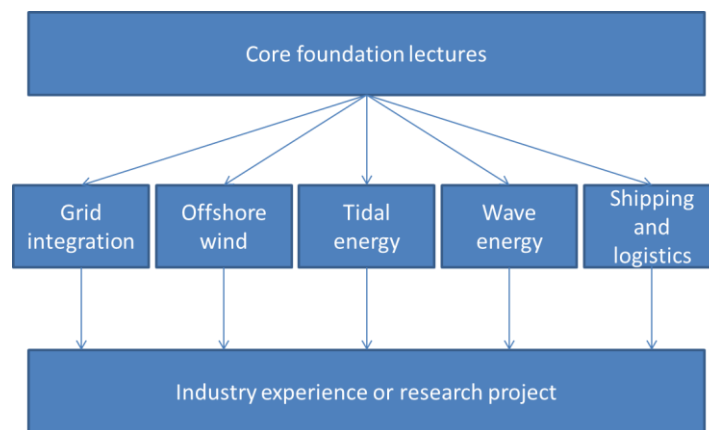 Core foundation lectures
Grid
integration
Offshore
wind
Tidal
energy
Wave
energy
Shipping
and
logistics
Industry experience or research project